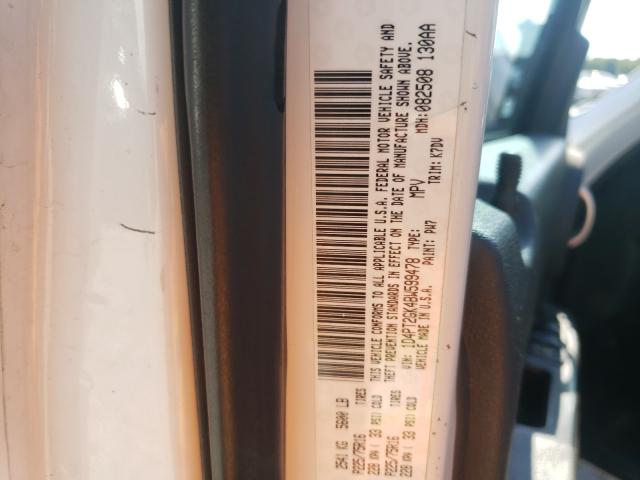 2541 KG 5600 LB
P225/75R16 TIRES
228 KPA ( 33 PSI) COLD
P225/75R16 TIRES
228 KPA ( 33 PSI) COLD
THIS VEHICLE CONFORMS TO ALL APPLICABLE U.S.A. FEDERAL MOTOR VEHICLE SAFETY AND
THEFT PREVENTION STANDARDS IN EFFECT ON THE DATE OF MANUFACTURE SHOWN ABOVE.
VIN: 1D4PT2GK4BW599478 TYPE: MPV MDH: 082508 130AA
VEHICLE MADE IN U.S.A. PAINT: PW7 TRIM: K7DV